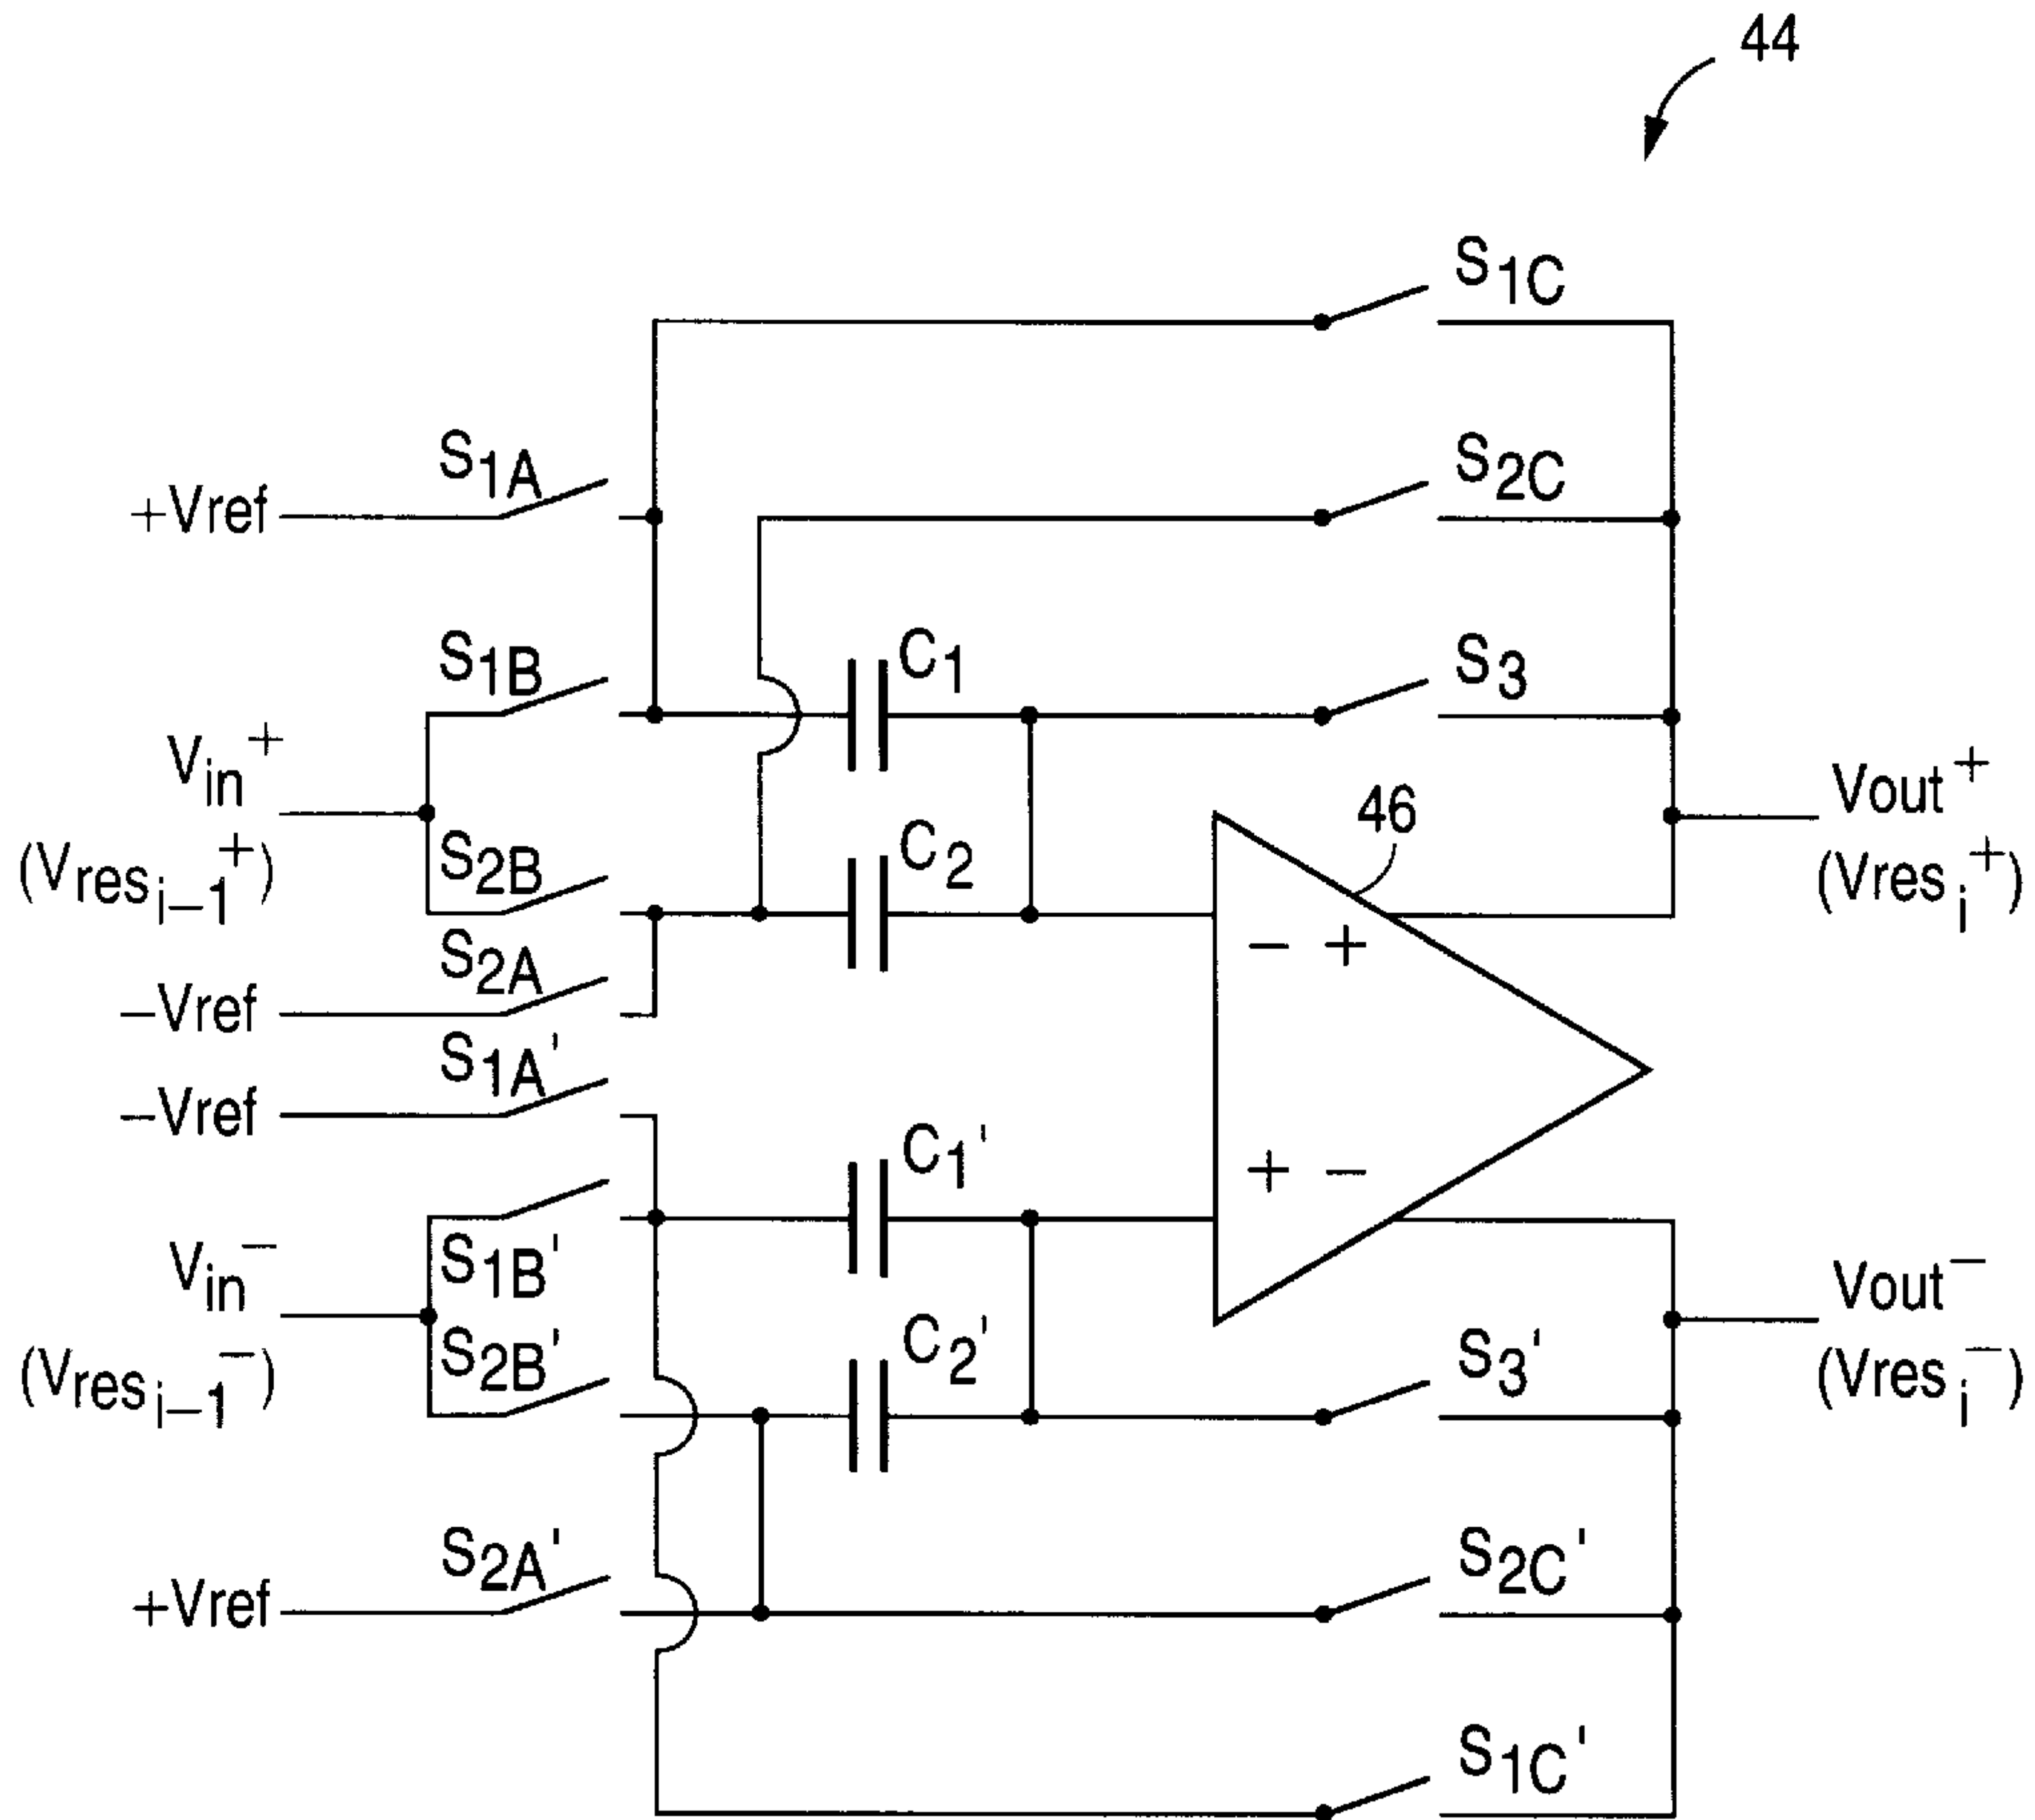 44
S1C
S1A
S2C
+Vref
S1B
C1
S3
Vin+
(Vresi–1+)
S2B
C2
46
Vout+
(Vresi+)
S2A
–Vref
– +
S1A'
–Vref
C1'
+ –
Vin–
(Vresi–1–)
S1B'
S2B'
C2'
S3'
Vout–
(Vresi–)
S2A'
+Vref
S2C'
S1C'